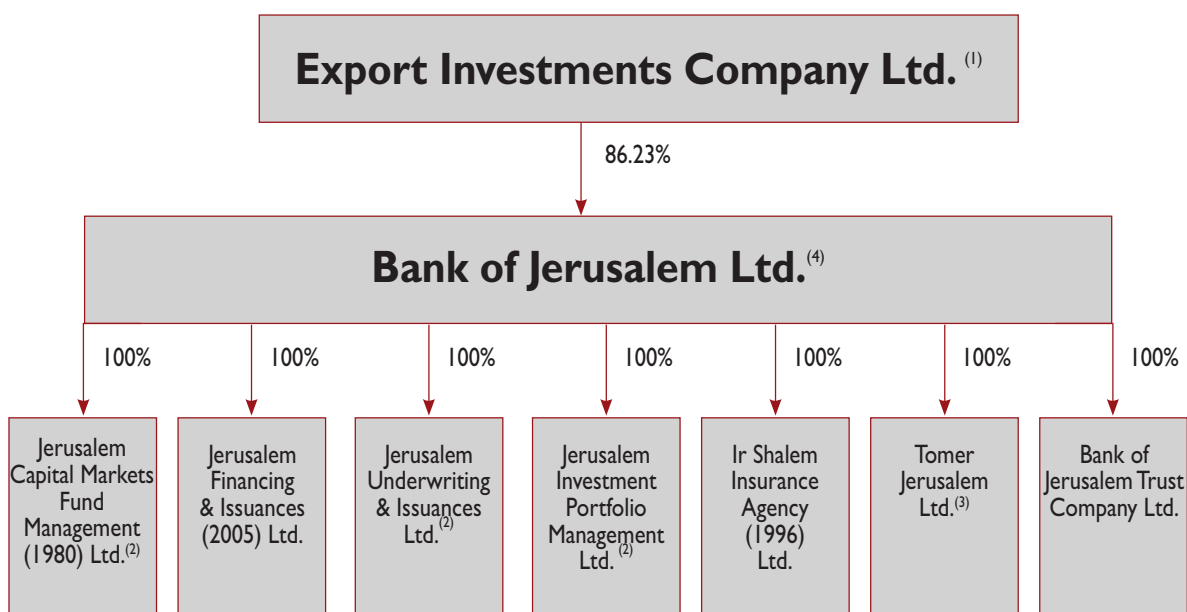 Export Investments Company Ltd. (1)
86.23%
Bank of Jerusalem Ltd.(4)
100%
100%
100%
100%
100%
100%
100%
Jerusalem
Capital Markets
Fund
Management
(1980) Ltd.(2)
Jerusalem
Financing
& Issuances
(2005) Ltd.
Jerusalem
Underwriting
& Issuances
Ltd.(2)
Jerusalem
Investment
Portfolio
Management
Ltd. (2)
Ir Shalem
Insurance
Agency
(1996)
Ltd.
Tomer
Jerusalem
Ltd.(3)
Bank of
Jerusalem Trust
Company Ltd.